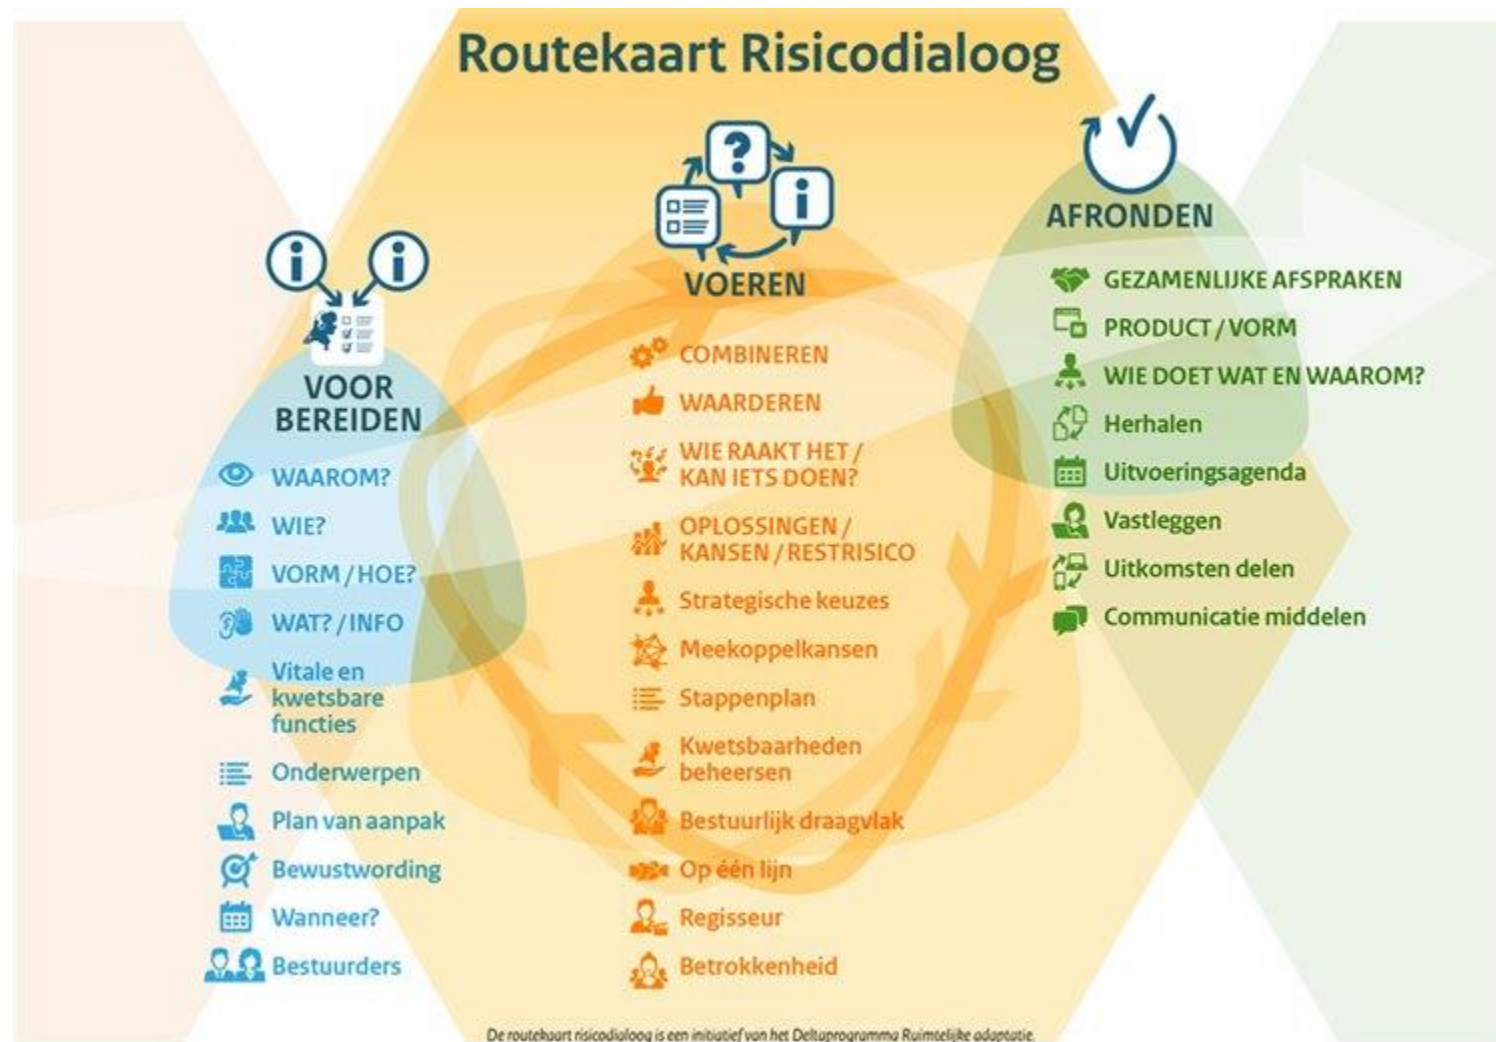 Routekaart Risicodialoog
VOOR
BEREIDEN
WAAROM?
WIE?
VORM / HOE?
WAT? / INFO
Vitale en
kwetsbare
functies
Onderwerpen
Plan van aanpak
Bewustwording
Wanneer?
Bestuurders
VOEREN
COMBINEREN
WAARDEREN
WIE RAAKT HET /
KAN IETS DOEN?
OPLOSSINGEN /
KANSEN / RESTRISICO
Strategische keuzes
Meekoppelkansen
Stappenplan
Kwetsbaarheden
beheersen
Bestuurlijk draagvlak
Op één lijn
Regisseur
Betrokkenheid
AFRONDEN
GEZAMENLIJKE AFSPRAKEN
PRODUCT / VORM
WIE DOET WAT EN WAAROM?
Herhalen
Uitvoeringsagenda
Vastleggen
Uitkomsten delen
Communicatie middelen
De routekaart risicodialoog is een initiatief van het Deltaprogramma Ruimtelijke adaptatie.